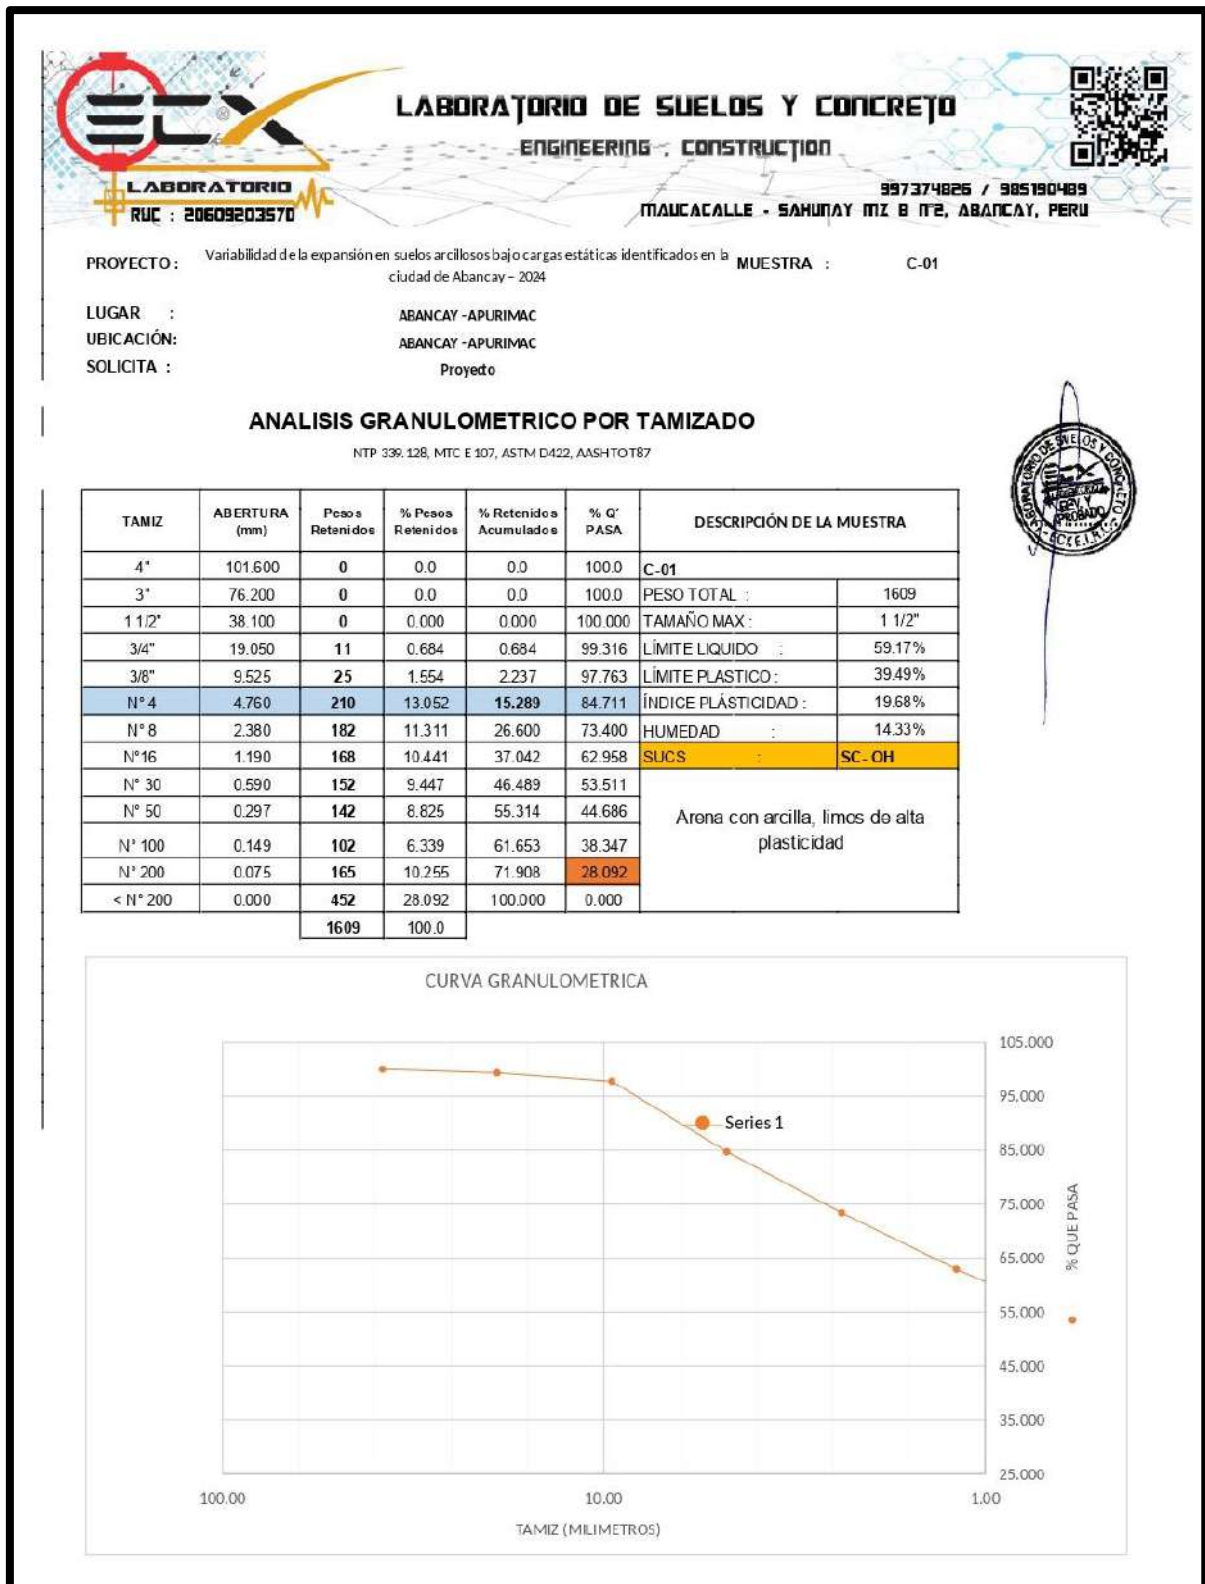 ECX
LABORATORIO
RUC : 20609203570
LABORATORIO DE SUELOS Y CONCRETO
ENGINEERING , CONSTRUCTION
997374826 / 985190489
MAUCACALLE - SAHUNAY MZ B N°2, ABANCAY, PERU
PROYECTO : Variabilidad de la expansión en suelos arcillosos bajo cargas estáticas identificados en la ciudad de Abancay – 2024 MUESTRA : C-01
LUGAR : ABANCAY -APURIMAC
UBICACIÓN: ABANCAY -APURIMAC
SOLICITA : Proyecto
ANALISIS GRANULOMETRICO POR TAMIZADO
NTP 339.128, MTC E 107, ASTM D422, AASHTO T87
LABORATORIO DE SUELOS Y CONCRETO
REV. Y
APROBADO
TAMIZ ABERTURA (mm) Pesos Retenidos % Pesos Retenidos % Retenidos Acumulados % Q' PASA DESCRIPCIÓN DE LA MUESTRA
4" 101.600 0 0.0 0.0 100.0 C-01
3" 76.200 0 0.0 0.0 100.0 PESO TOTAL : 1609
1 1/2" 38.100 0 0.000 0.000 100.000 TAMAÑO MAX : 1 1/2"
3/4" 19.050 11 0.684 0.684 99.316 LÍMITE LIQUIDO : 59.17%
3/8" 9.525 25 1.554 2.237 97.763 LÍMITE PLASTICO : 39.49%
N° 4 4.760 210 13.052 15.289 84.711 ÍNDICE PLÁSTICIDAD : 19.68%
N° 8 2.380 182 11.311 26.600 73.400 HUMEDAD : 14.33%
N°16 1.190 168 10.441 37.042 62.958 SUCS : SC- OH
N° 30 0.590 152 9.447 46.489 53.511
N° 50 0.297 142 8.825 55.314 44.686 Arena con arcilla, limos de alta
N° 100 0.149 102 6.339 61.653 38.347 plasticidad
N° 200 0.075 165 10.255 71.908 28.092
< N° 200 0.000 452 28.092 100.000 0.000
1609 100.0
CURVA GRANULOMETRICA
105.000
95.000
Series 1
85.000
75.000
65.000
55.000
45.000
35.000
25.000
% QUE PASA
100.00 10.00 1.00
TAMIZ (MILIMETROS)